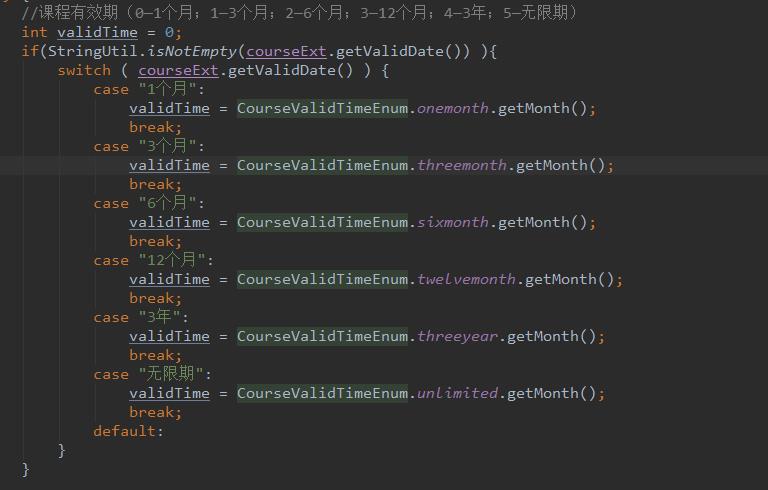 //课程有效期（0—1个月；1—3个月；2—6个月；3—12个月；4—3年；5—无限期）
int validTime = 0;
if(StringUtil.isNotEmpty(courseExt.getValidDate()) ){
switch ( courseExt.getValidDate() ) {
case "1个月":
validTime = CourseValidTimeEnum.onemonth.getMonth();
break;
case "3个月":
validTime = CourseValidTimeEnum.threemonth.getMonth();
break;
case "6个月":
validTime = CourseValidTimeEnum.sixmonth.getMonth();
break;
case "12个月":
validTime = CourseValidTimeEnum.twelvemonth.getMonth();
break;
case "3年":
validTime = CourseValidTimeEnum.threeyear.getMonth();
break;
case "无限期":
validTime = CourseValidTimeEnum.unlimited.getMonth();
break;
default:
}
}